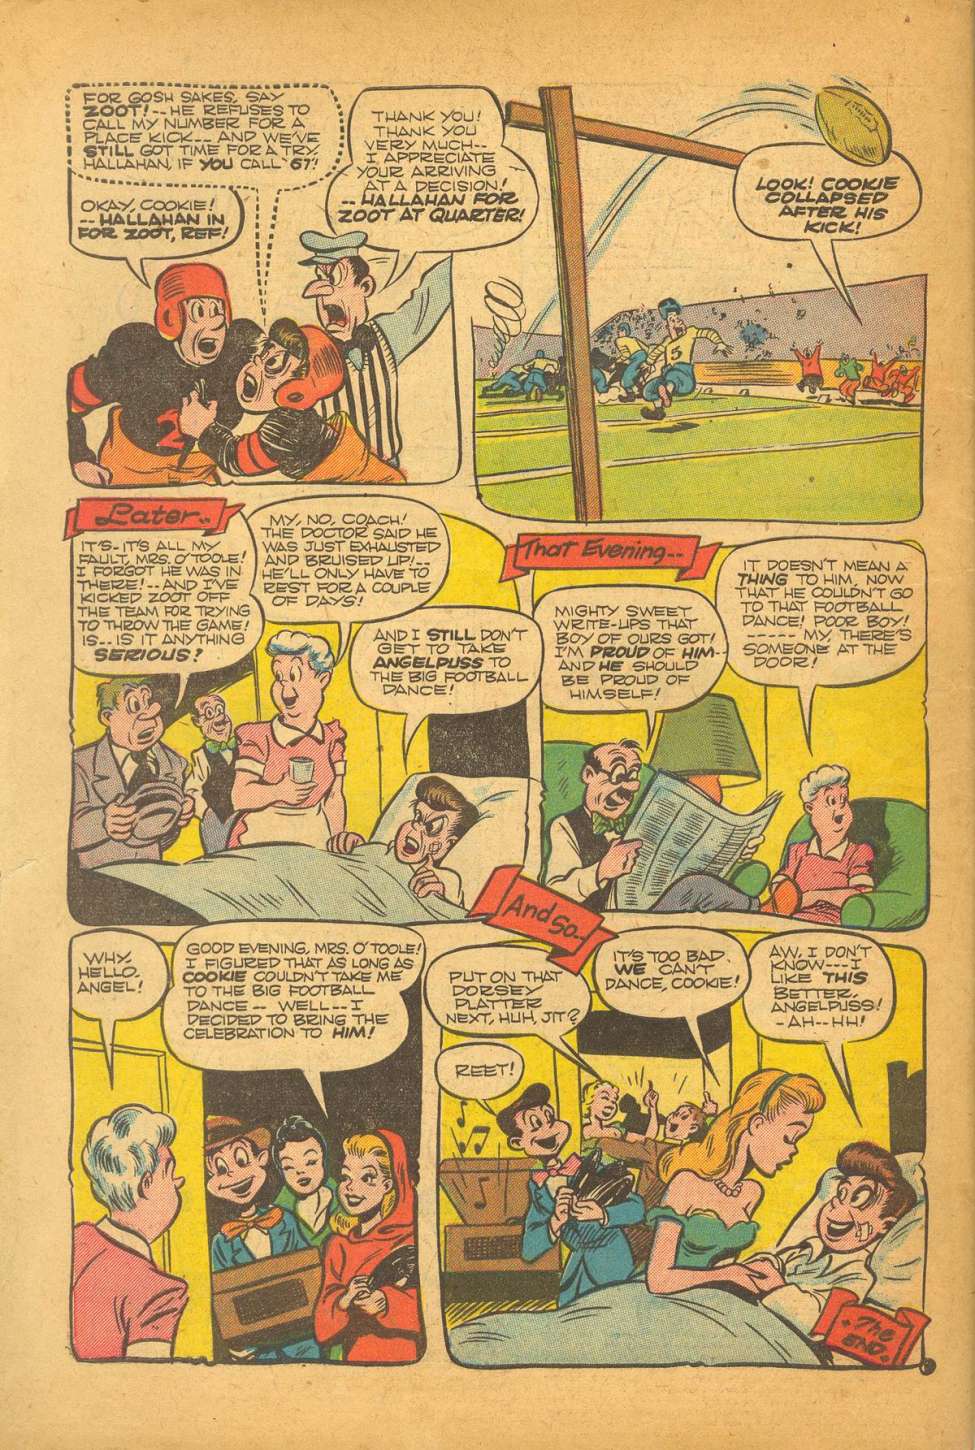 FOR GOSH SAKES, SAY
ZOOT!--HE REFUSES TO
CALL MY NUMBER FOR A
PLACE KICK--- AND WE'VE
STILL GOT TIME FOR A TRY.
HALLAHAN, IF YOU CALL '67'!
OKAY, COOKIE!
--HALLAHAN IN
FOR ZOOT, REF!
THANK YOU!
THANK YOU
VERY MUCH--
I APPRECIATE
YOUR ARRIVING
AT A DECISION!
--HALLAHAN FOR
ZOOT AT QUARTER!
LOOK! COOKIE
COLLAPSED
AFTER HIS
KICK!
5
2
Later..
IT'S- IT'S ALL MY
FAULT, MRS. O'TOOLE!
I FORGOT HE WAS IN
THERE!--AND I'VE
KICKED ZOOT OFF
THE TEAM FOR TRYING
TO THROW THE GAME!
IS-- IS IT ANYTHING
SERIOUS?
MY, NO, COACH!
THE DOCTOR SAID HE
WAS JUST EXHAUSTED
AND BRUISED UP!--
HE'LL ONLY HAVE TO
REST FOR A COUPLE
OF DAYS!
AND I STILL DON'T
GET TO TAKE
ANGELPUSS TO
THE BIG FOOTBALL
DANCE!
That Evening--
MIGHTY SWEET
WRITE-UPS THAT
BOY OF OURS GOT!
I'M PROUD OF HIM--
AND HE SHOULD
BE PROUD OF
HIMSELF!
IT DOESN'T MEAN A
THING TO HIM, NOW
THAT HE COULDN'T GO
TO THAT FOOTBALL
DANCE! POOR BOY!
----- MY, THERE'S
SOMEONE AT THE
DOOR!
WHY,
HELLO,
ANGEL!
GOOD EVENING, MRS. O'TOOLE!
I FIGURED THAT AS LONG AS
COOKIE COULDN'T TAKE ME
TO THE BIG FOOTBALL
DANCE-- WELL--I
DECIDED TO BRING THE
CELEBRATION TO HIM!
And So--
PUT ON THAT
DORSEY
PLATTER
NEXT, HUH, JIT?
REET!
IT'S TOO BAD
WE CAN'T
DANCE, COOKIE!
AW, I DON'T
KNOW---I
LIKE THIS
BETTER,
ANGELPUSS!
-AH--HH!
The
END